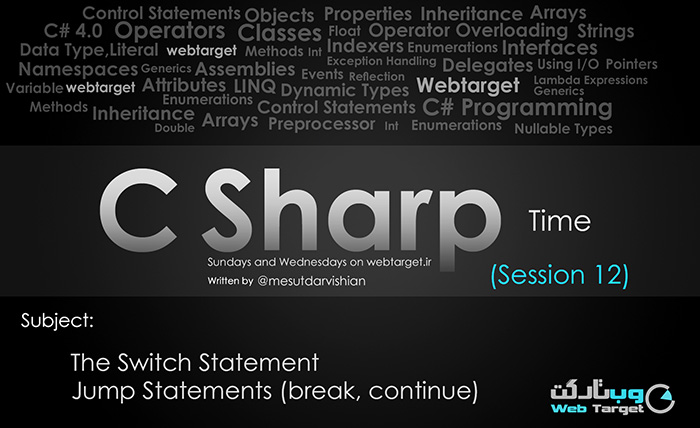 Control Statements Objects Properties Inheritance Arrays
C# 4.0 Operators Classes Float Operator Overloading Strings
Data Type,Literal webtarget Methods Int Indexers Enumerations Interfaces
Namespaces Generics Assemblies Events Exception Handling Reflection Delegates Using I/O Pointers
Variable webtarget Attributes LINQ Dynamic Types Webtarget Lambda Expressions Generics
Methods Inheritance Enumerations Control Statements C# Programming
Double Arrays Preprocessor Int Enumerations Nullable Types
C Sharp Time
Sundays and Wednesdays on webtarget.ir
Written by @mesutdarvishian
(Session 12)
Subject:
The Switch Statement
Jump Statements (break, continue)
وب تارگت
Web Target